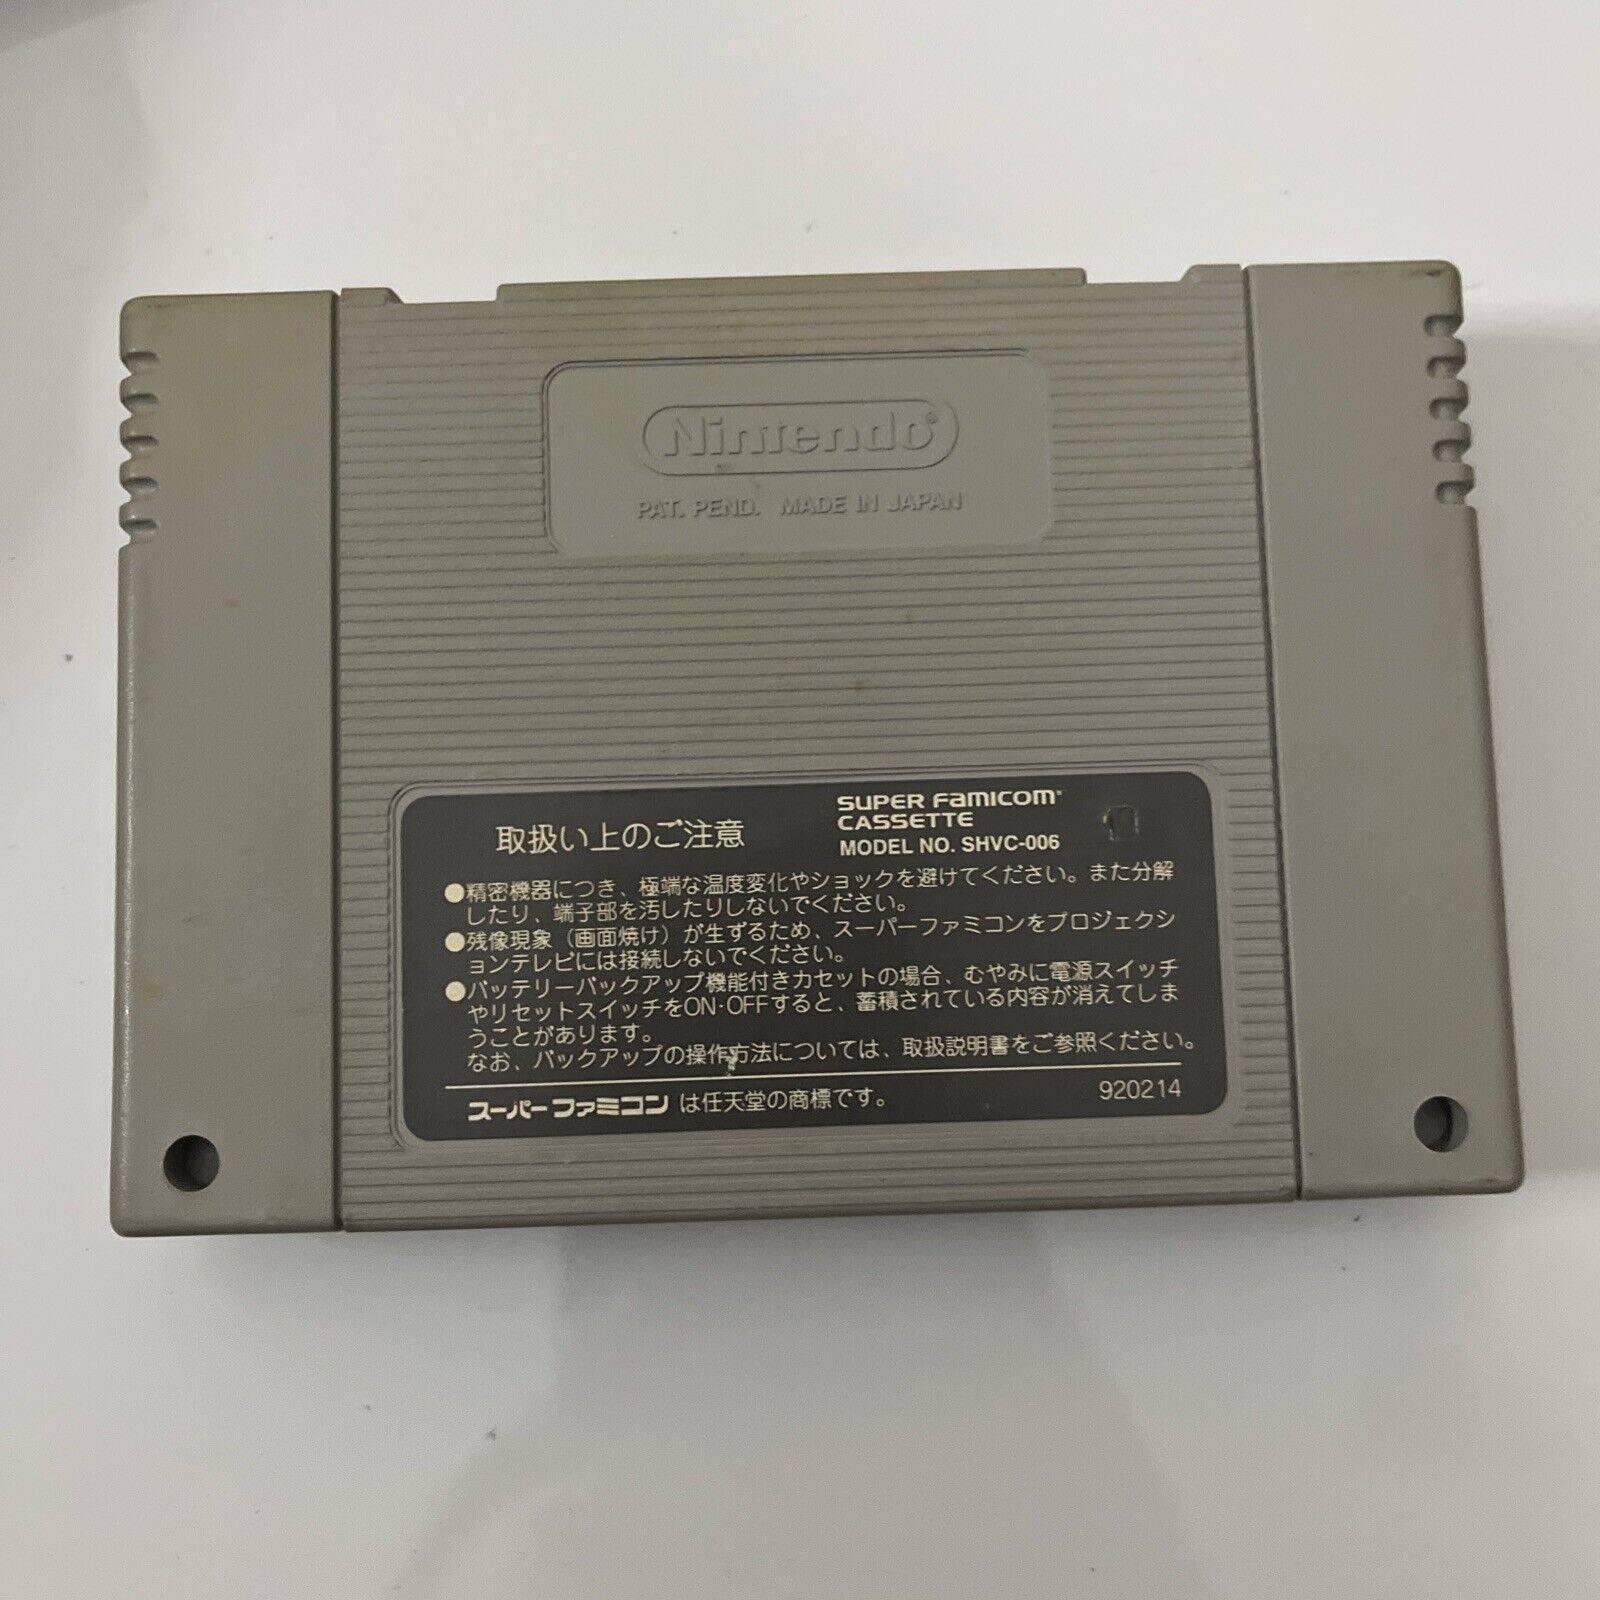 Nintendo®
PAT. PEND. MADE IN JAPAN
取扱い上のご注意
SUPER FAMICOM
CASSETTE
MODEL NO. SHVC-006
●精密機器につき、極端な温度変化やショックを避けてください。また分解
したり、端子部を汚したりしないでください。
●残像現象(画面焼け)が生ずるため、スーパーファミコンをプロジェクシ
ョンテレビには接続しないでください。
●バッテリーバックアップ機能付きカセットの場合、むやみに電源スイッチ
やリセットスイッチをON・OFFすると、蓄積されている内容が消えてしま
うことがあります。
なお、バックアップの操作方法については、取扱説明書をご参照ください。
スーパーファミコンは任天堂の商標です。
920214